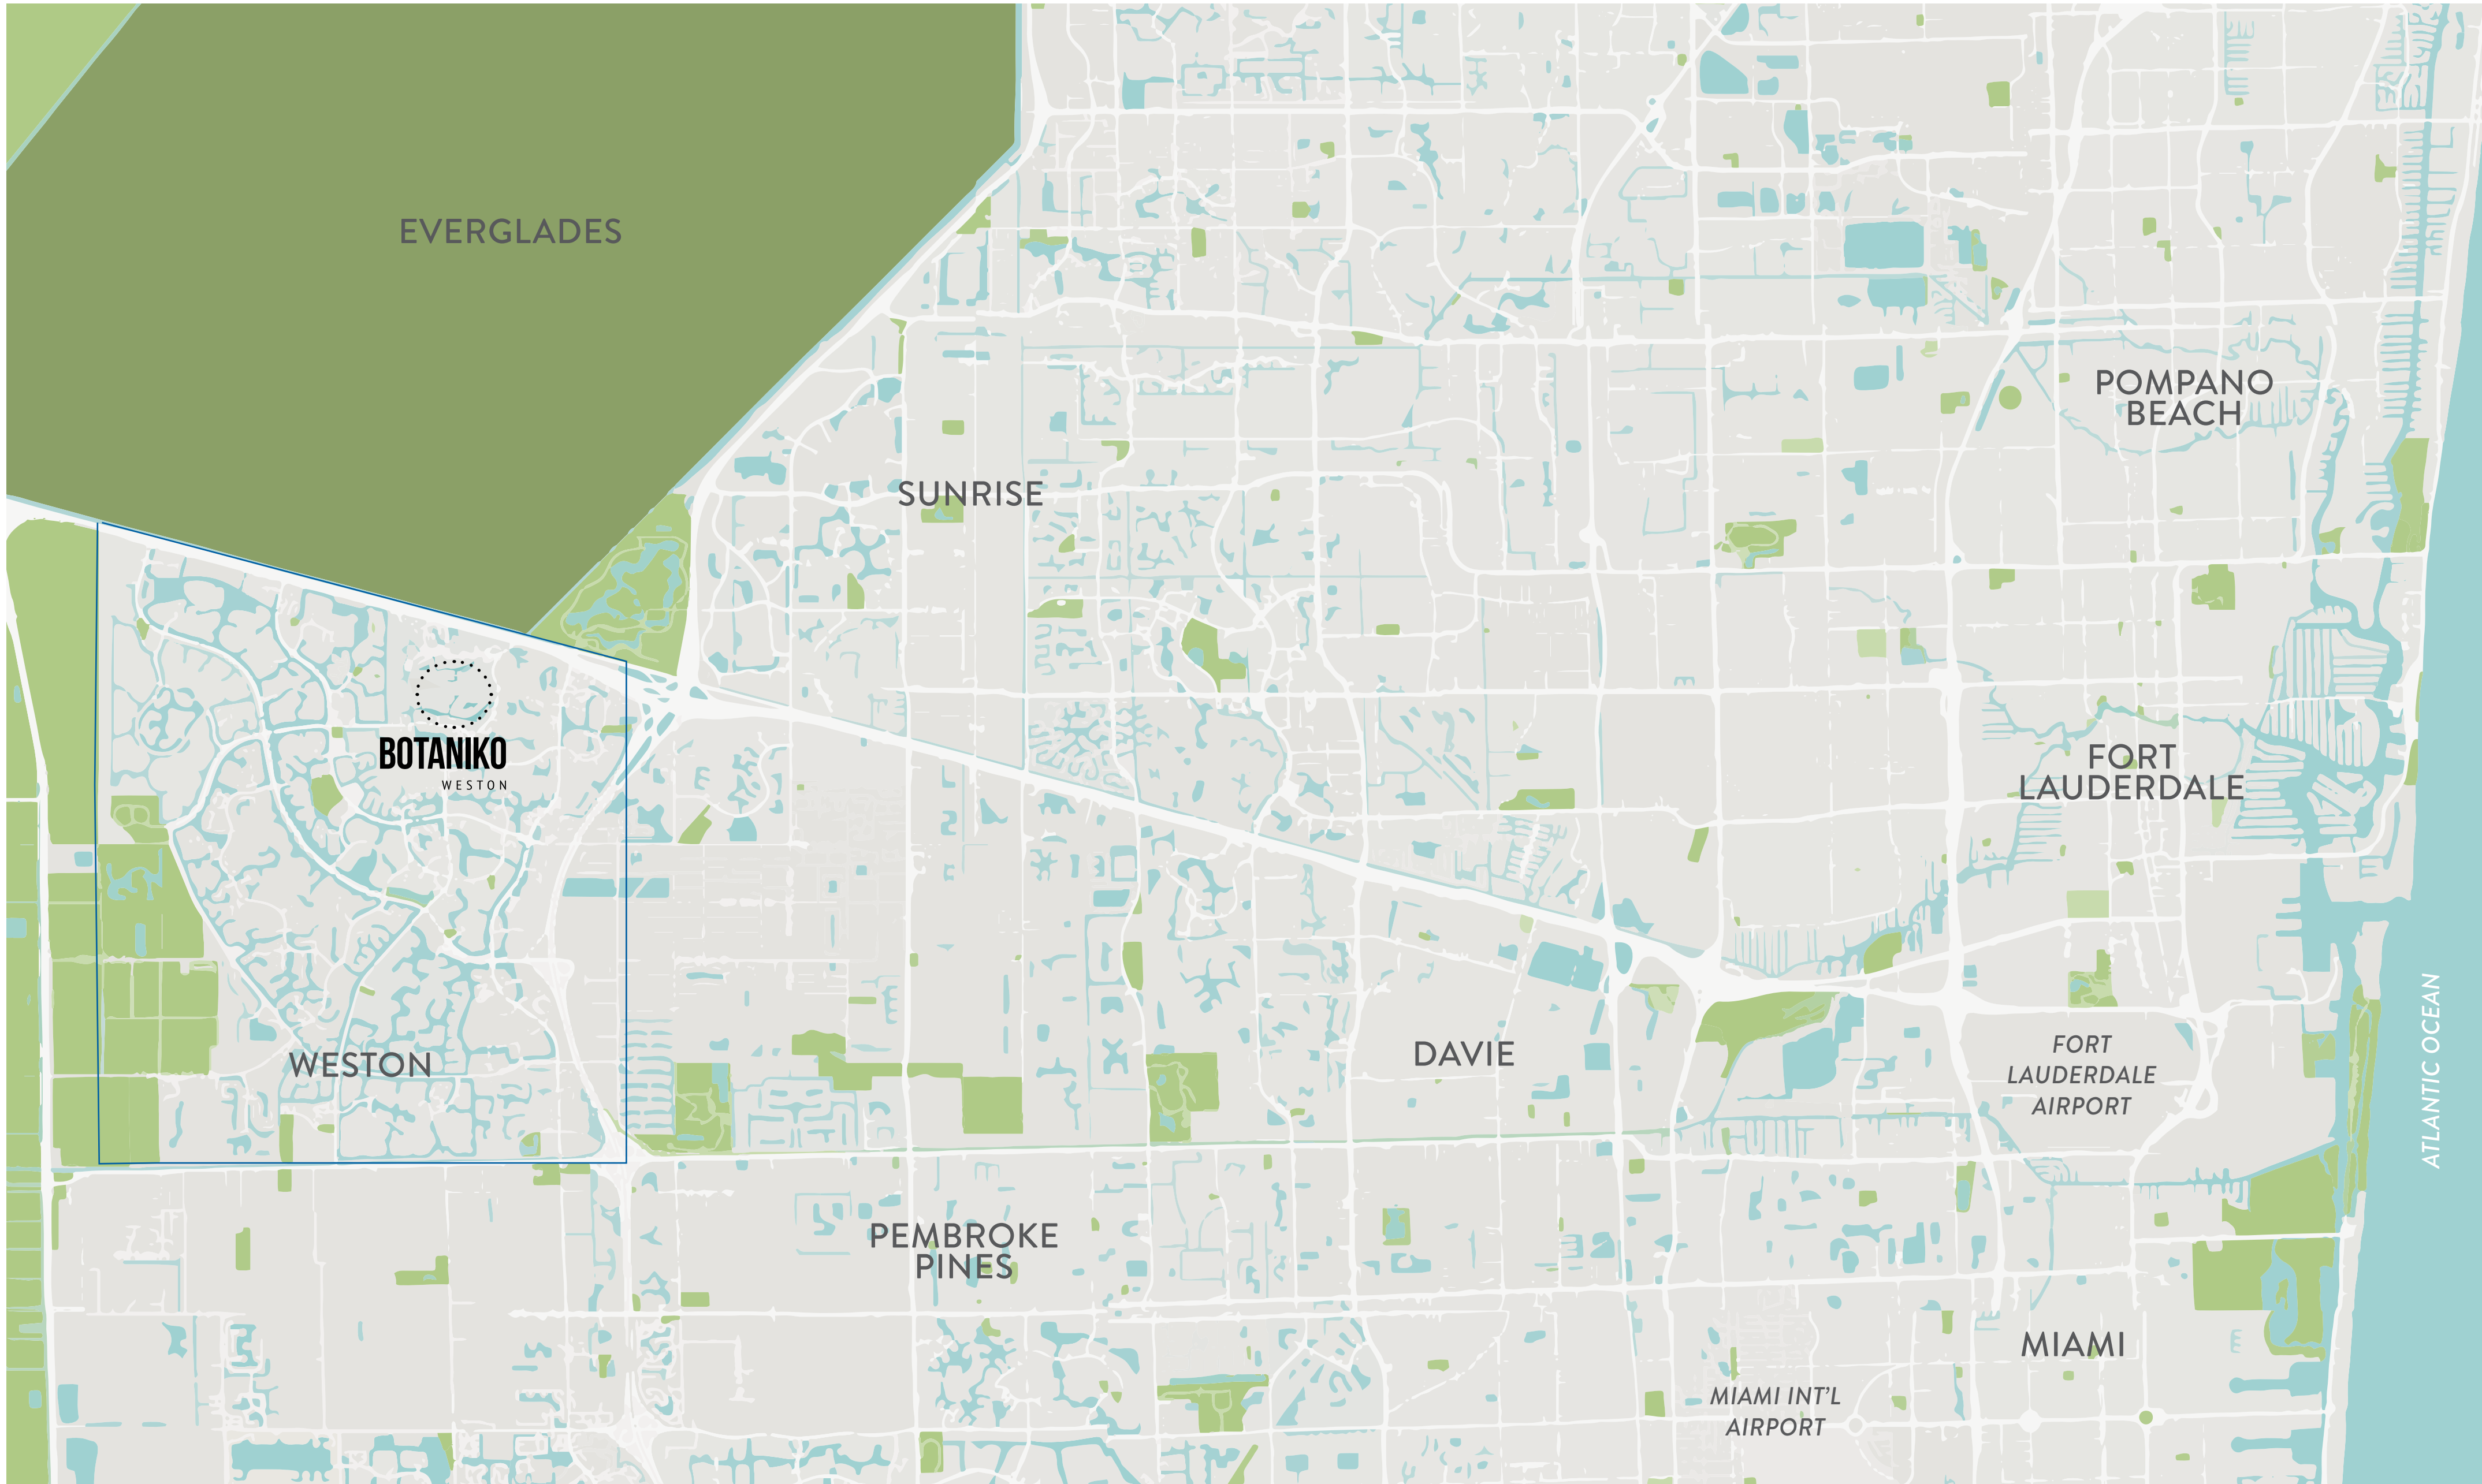 EVERGLADES
POMPANO
BEACH
SUNRISE
BOTANIKO
WESTON
FORT
LAUDERDALE
WESTON
DAVIE
FORT
LAUDERDALE
AIRPORT
ATLANTIC OCEAN
PEMBROKE
PINES
MIAMI
MIAMI INT'L
AIRPORT